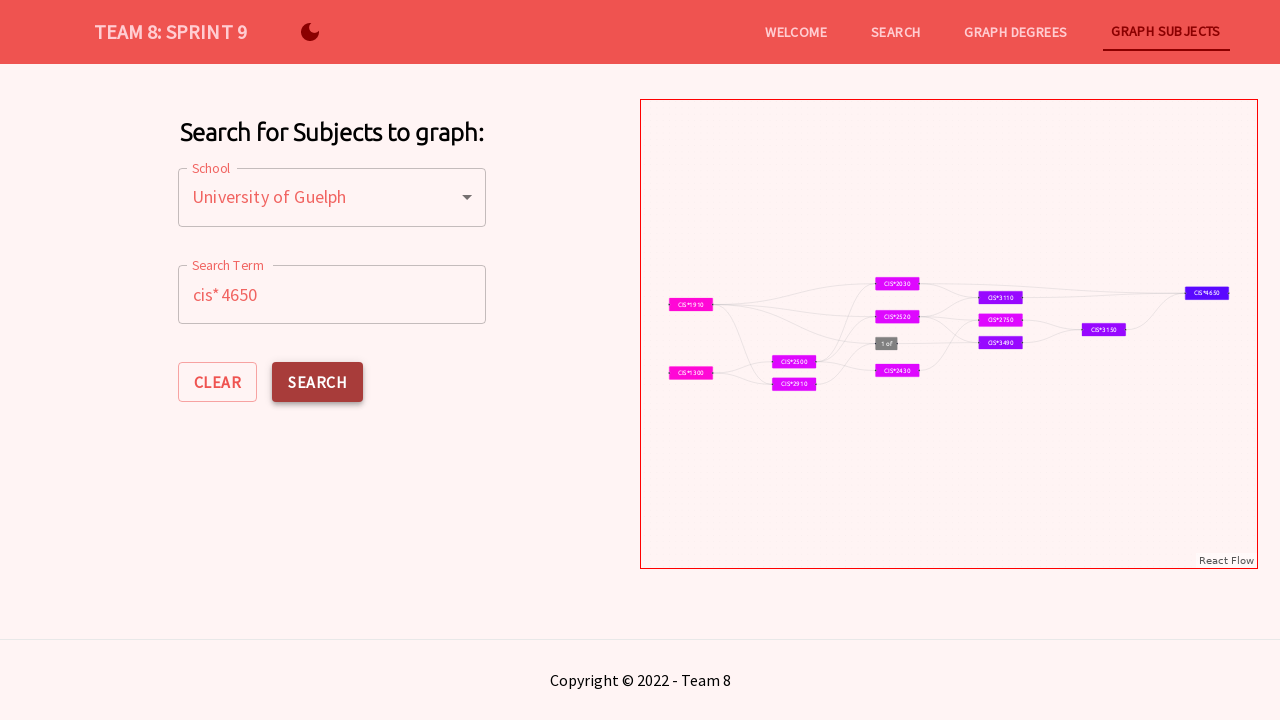 TEAM 8: SPRINT 9
WELCOME
SEARCH
GRAPH DEGREES
GRAPH SUBJECTS
Search for Subjects to graph:
School
University of Guelph
Search Term
cis*4650
CLEAR
SEARCH
CIS*1910
CIS*1300
CIS*2500
CIS*2910
CIS*2030
CIS*2520
1 of
CIS*2430
CIS*3110
CIS*2750
CIS*3490
CIS*3150
CIS*4650
React Flow
Copyright © 2022 - Team 8